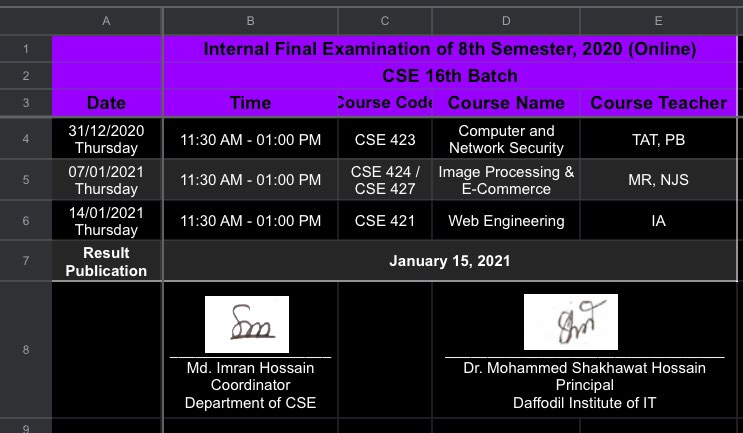 A B C D E
1 Internal Final Examination of 8th Semester, 2020 (Online)
2 CSE 16th Batch
3 Date Time Course Code Course Name Course Teacher
4 31/12/2020 Thursday 11:30 AM - 01:00 PM CSE 423 Computer and Network Security TAT, PB
5 07/01/2021 Thursday 11:30 AM - 01:00 PM CSE 424 / CSE 427 Image Processing & E-Commerce MR, NJS
6 14/01/2021 Thursday 11:30 AM - 01:00 PM CSE 421 Web Engineering IA
7 Result Publication January 15, 2021
8
Md. Imran Hossain
Coordinator
Department of CSE
Dr. Mohammed Shakhawat Hossain
Principal
Daffodil Institute of IT
9